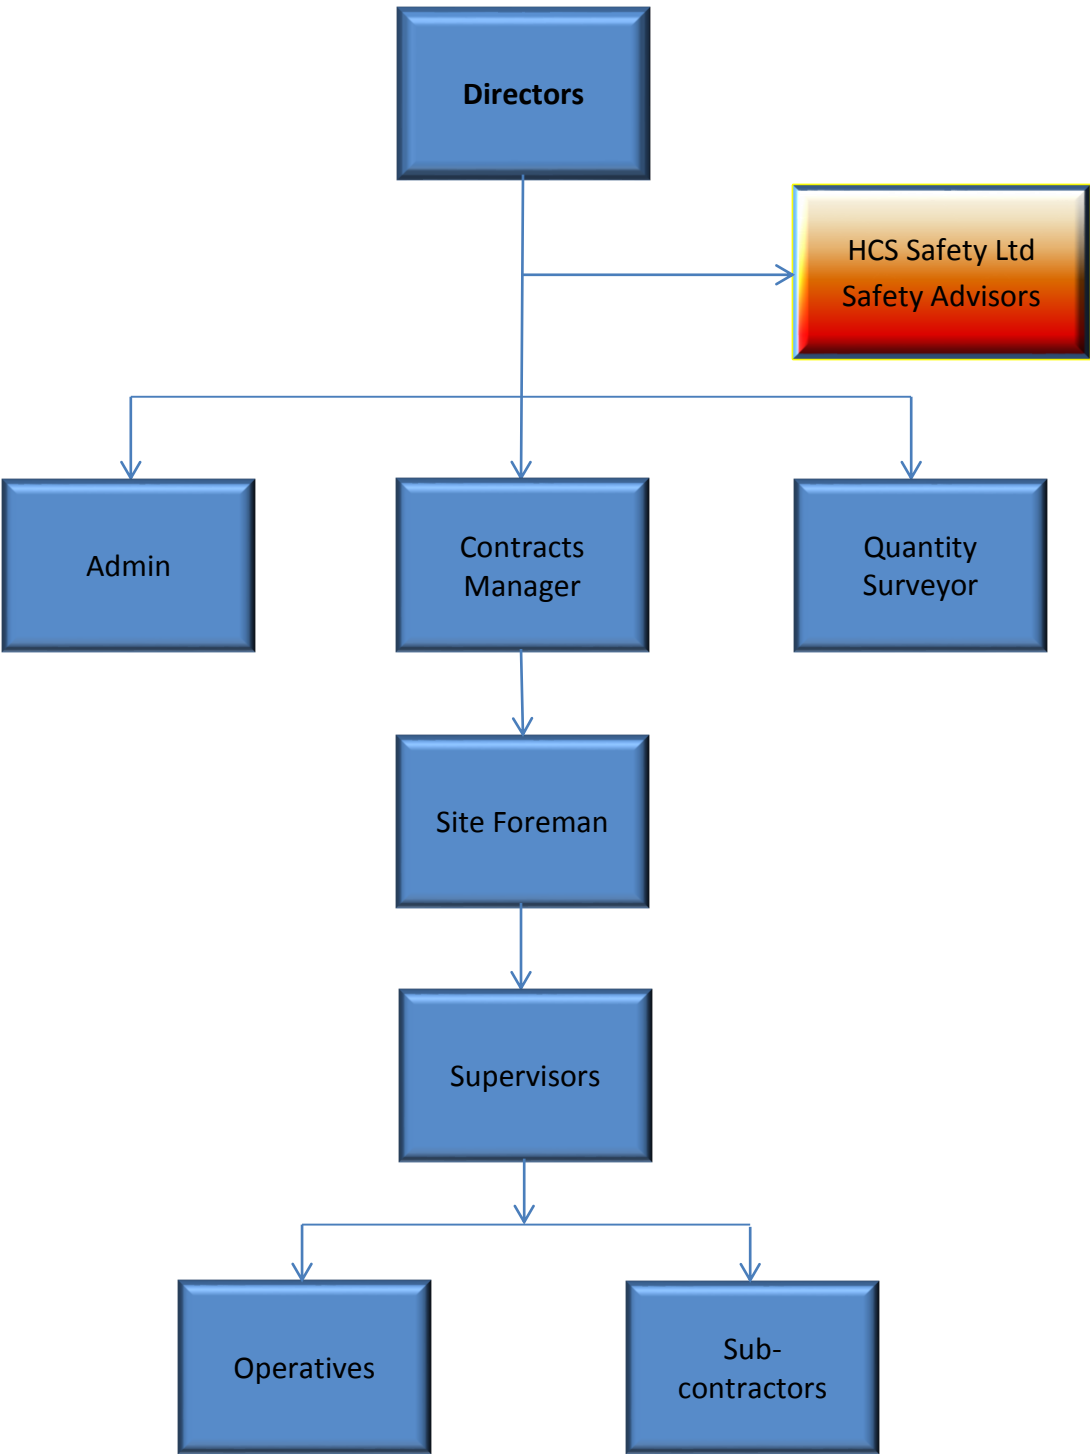 Directors
HCS Safety Ltd
Safety Advisors
Admin
Contracts
Manager
Quantity
Surveyor
Site Foreman
Supervisors
Operatives
Sub-
contractors